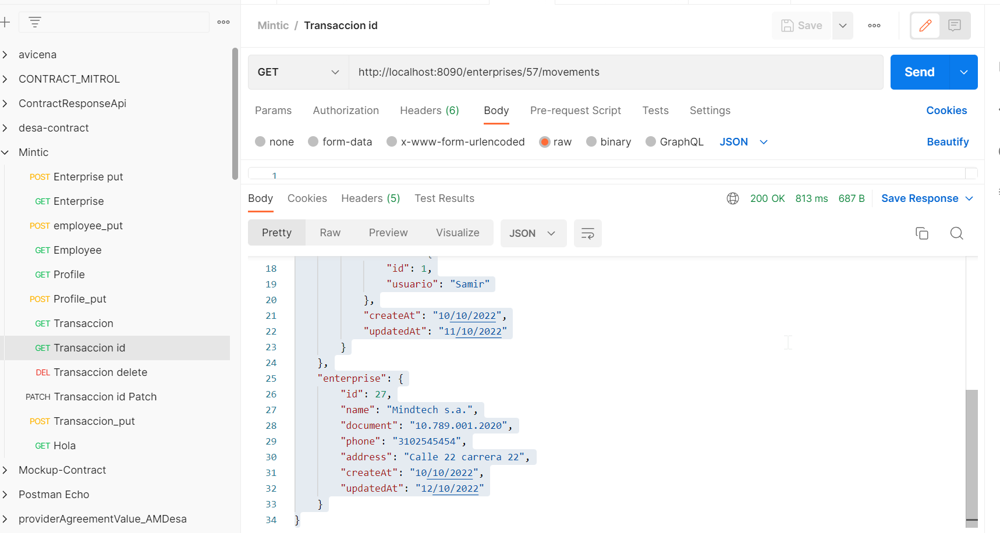 avicena
CONTRACT_MITROL
ContractResponseApi
desa-contract
Mintic
POST Enterprise put
GET Enterprise
POST employee_put
GET Employee
GET Profile
POST Profile_put
GET Transaccion
GET Transaccion id
DEL Transaccion delete
PATCH Transaccion id Patch
POST Transaccion_put
GET Hola
Mockup-Contract
Postman Echo
providerAgreementValue_AMDesa
Mintic / Transaccion id
Save
GET http://localhost:8090/enterprises/57/movements Send
Params Authorization Headers (6) Body Pre-request Script Tests Settings Cookies
none form-data x-www-form-urlencoded raw binary GraphQL JSON Beautify
1
Body Cookies Headers (5) Test Results 200 OK 813 ms 687 B Save Response
Pretty Raw Preview Visualize JSON
18 "id": 1,
19 "usuario": "Samir"
20 },
21 "createAt": "10/10/2022",
22 "updatedAt": "11/10/2022"
23 }
24 },
25 "enterprise": {
26 "id": 27,
27 "name": "Mindtech s.a.",
28 "document": "10.789.001.2020",
29 "phone": "3102545454",
30 "address": "Calle 22 carrera 22",
31 "createAt": "10/10/2022",
32 "updatedAt": "12/10/2022"
33 }
34 }